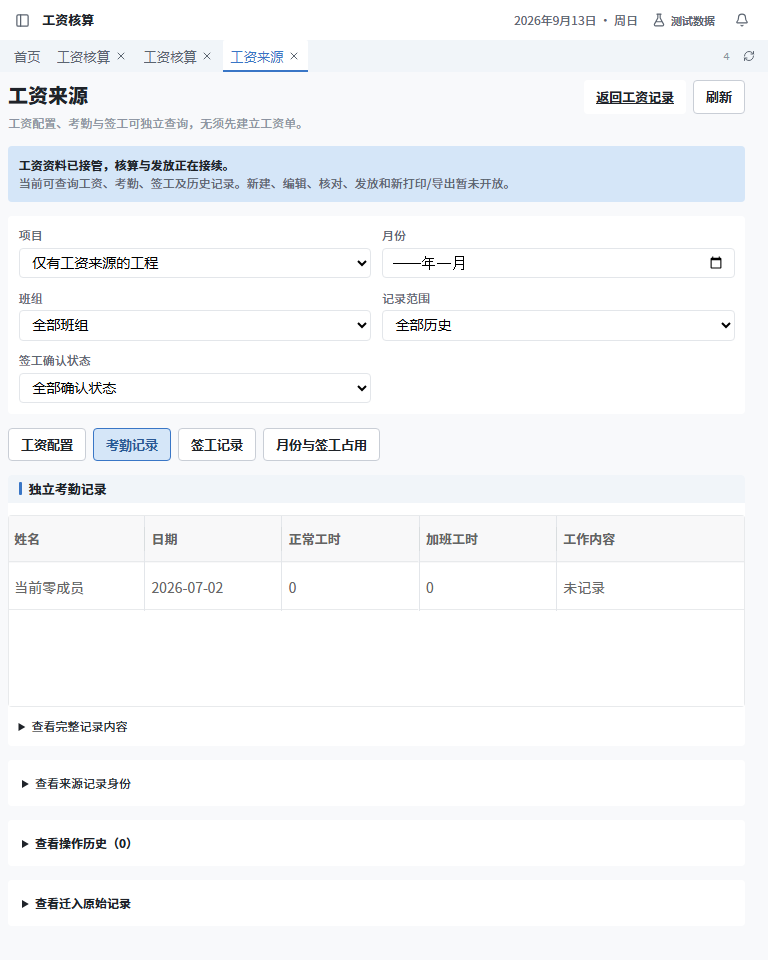 工资核算
2026年9月13日 · 周日
测试数据
首页
工资核算
工资核算
工资来源
4
工资来源
返回工资记录
刷新
工资配置、考勤与签工可独立查询，无须先建立工资单。
工资资料已接管，核算与发放正在接续。
当前可查询工资、考勤、签工及历史记录。新建、编辑、核对、发放和新打印/导出暂未开放。
项目
月份
仅有工资来源的工程
----年--月
班组
记录范围
全部班组
全部历史
签工确认状态
全部确认状态
工资配置
考勤记录
签工记录
月份与签工占用
独立考勤记录
姓名 日期 正常工时 加班工时 工作内容
当前零成员 2026-07-02 0 0 未记录
查看完整记录内容
查看来源记录身份
查看操作历史（0）
查看迁入原始记录